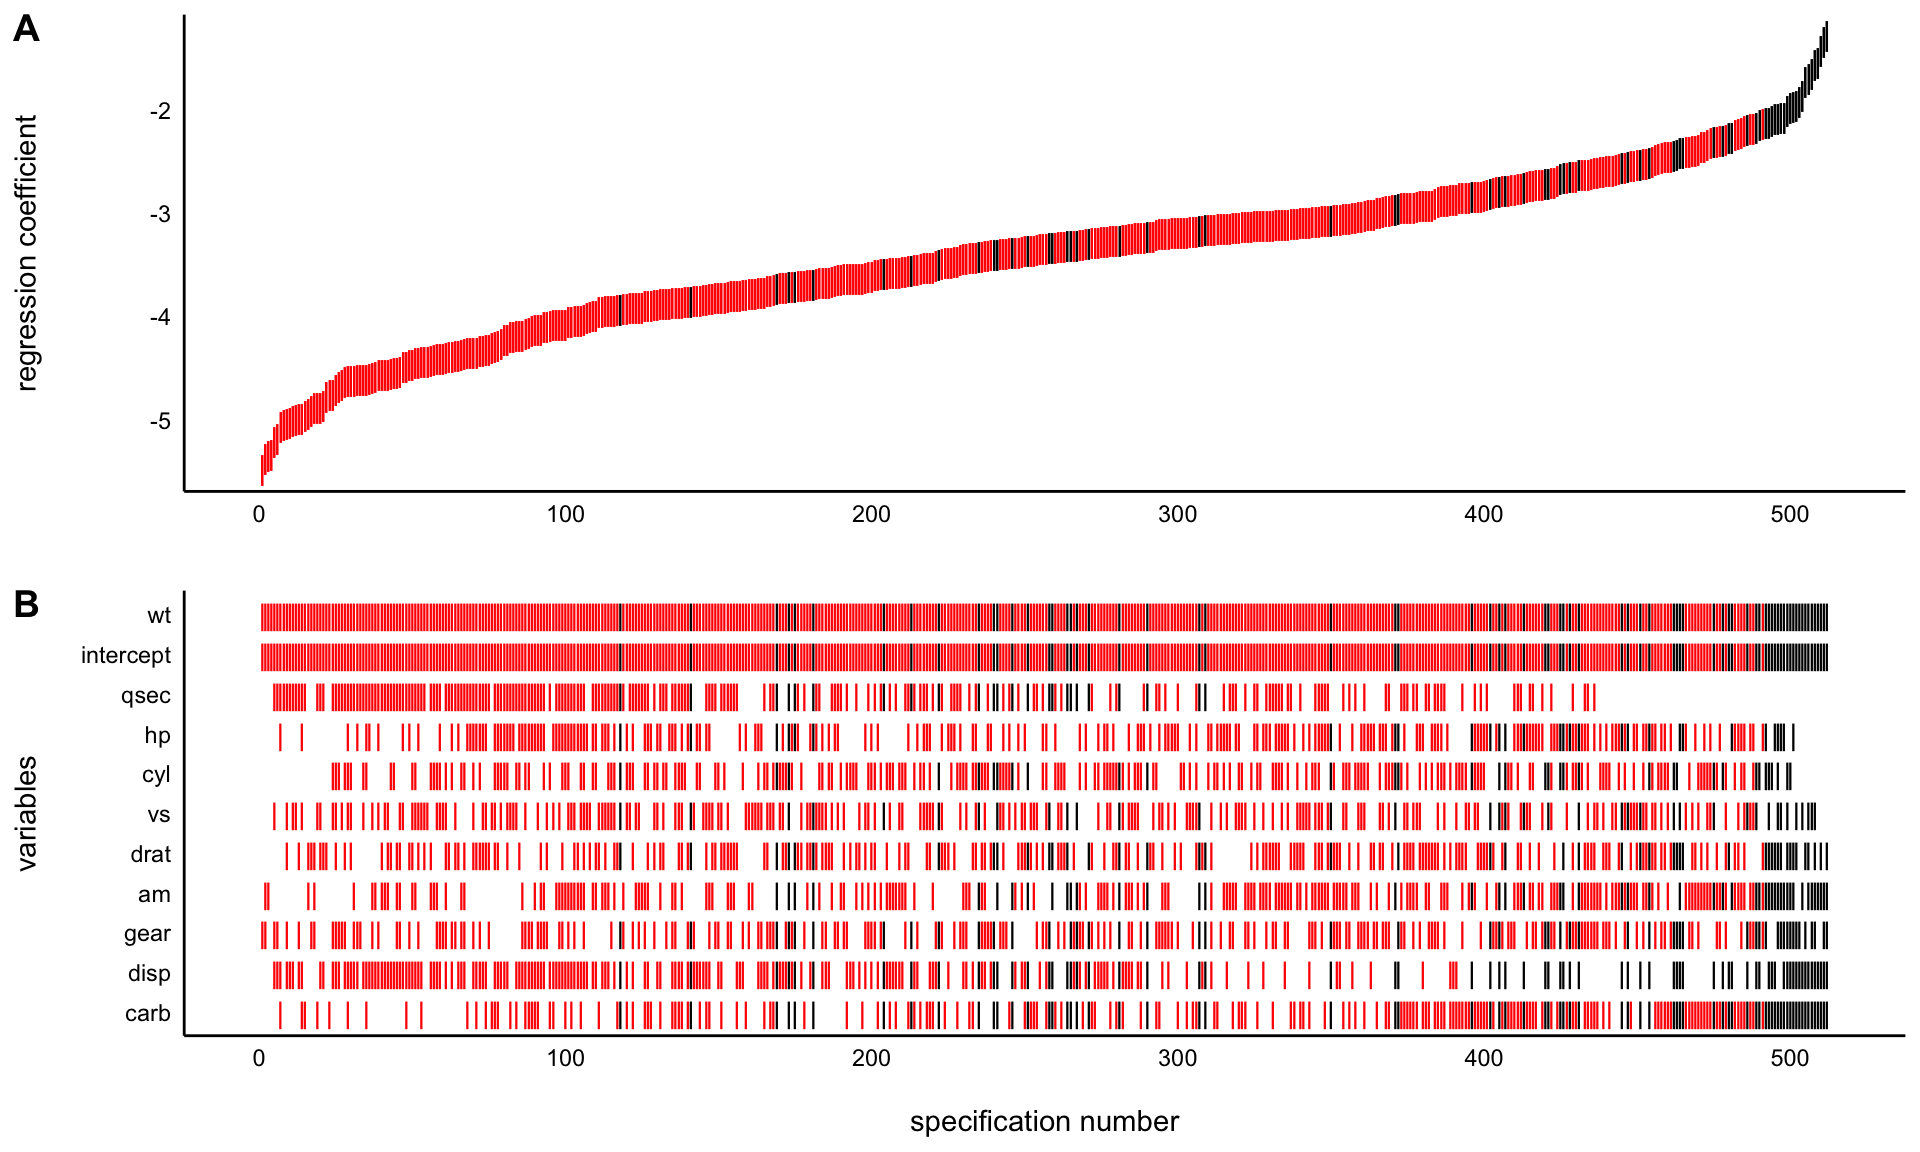 A
regression coefficient
-2
-3
-4
-5
0 100 200 300 400 500
B
variables
wt
intercept
qsec
hp
cyl
vs
drat
am
gear
disp
carb
0 100 200 300 400 500
specification number